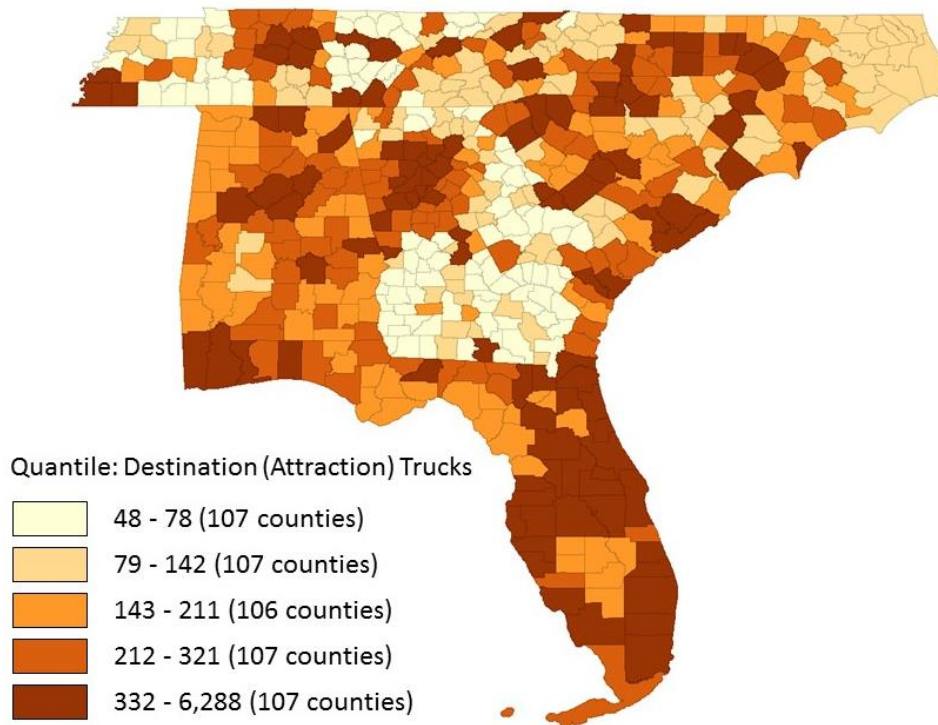 Quantile: Destination (Attraction) Trucks
48 - 78 (107 counties)
79 - 142 (107 counties)
143 - 211 (106 counties)
212 - 321 (107 counties)
332 - 6,288 (107 counties)